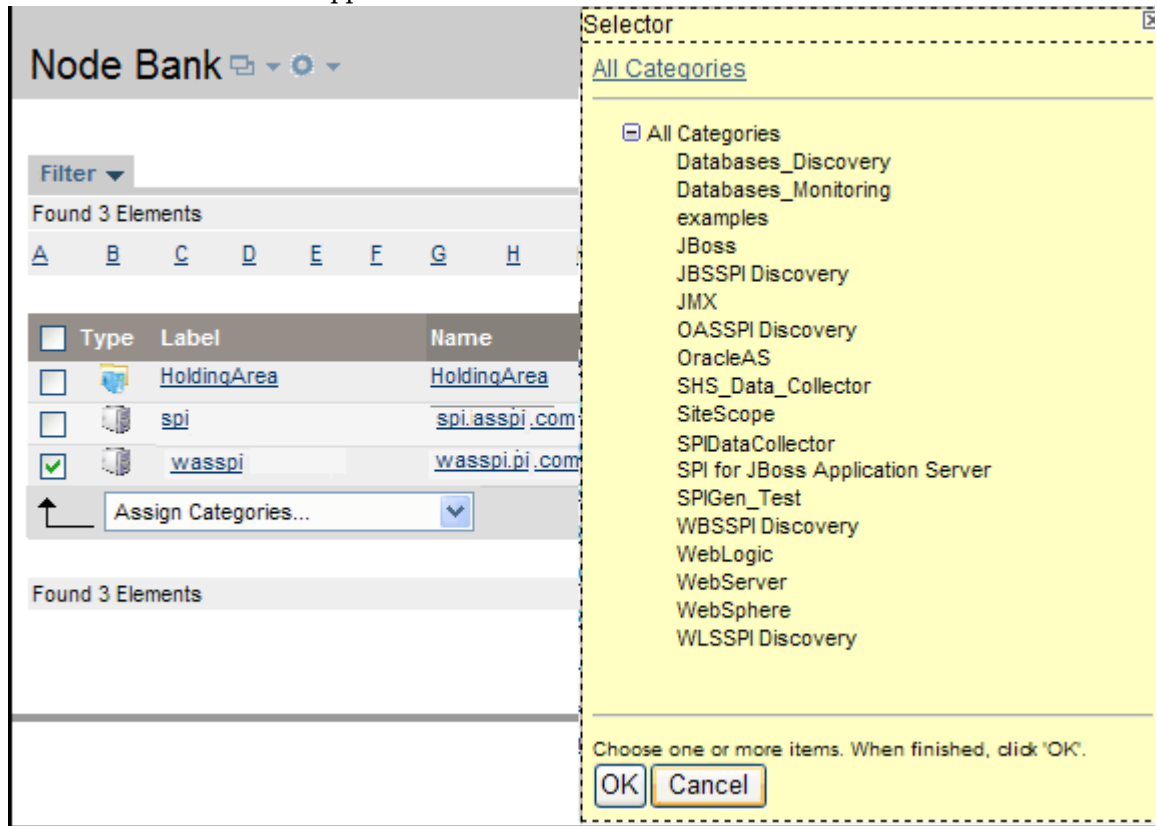 Node Bank
Filter
Found 3 Elements
A B C D E F G H
Type Label Name
HoldingArea HoldingArea
spi spi.asspi .com
wasspi wasspi.pi .com
Assign Categories...
Found 3 Elements
Selector
All Categories
All Categories
Databases_Discovery
Databases_Monitoring
examples
JBoss
JBSSPI Discovery
JMX
OASSPI Discovery
OracleAS
SHS_Data_Collector
SiteScope
SPIDataCollector
SPI for JBoss Application Server
SPIGen_Test
WBSSPI Discovery
WebLogic
WebServer
WebSphere
WLSSPI Discovery
Choose one or more items. When finished, click 'OK'.
OK Cancel